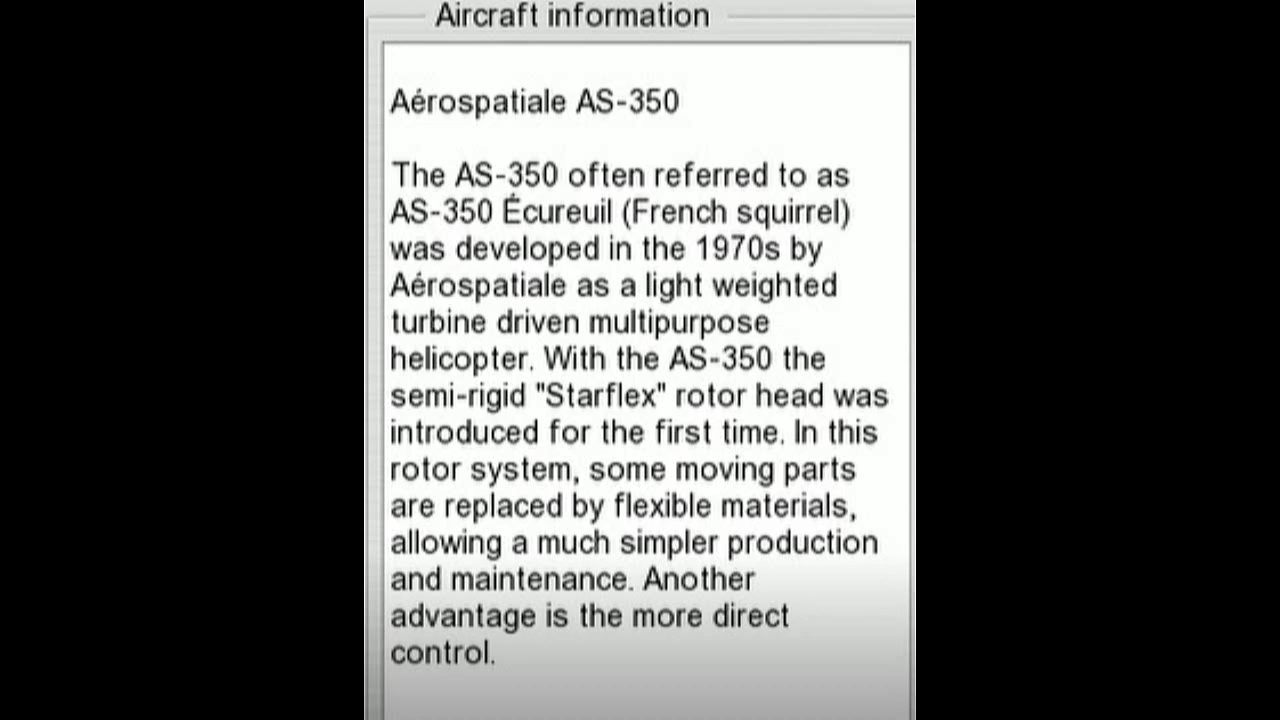 Aircraft information
Aérospatiale AS-350
The AS-350 often referred to as
AS-350 Écureuil (French squirrel)
was developed in the 1970s by
Aérospatiale as a light weighted
turbine driven multipurpose
helicopter. With the AS-350 the
semi-rigid "Starflex" rotor head was
introduced for the first time. In this
rotor system, some moving parts
are replaced by flexible materials,
allowing a much simpler production
and maintenance. Another
advantage is the more direct
control.